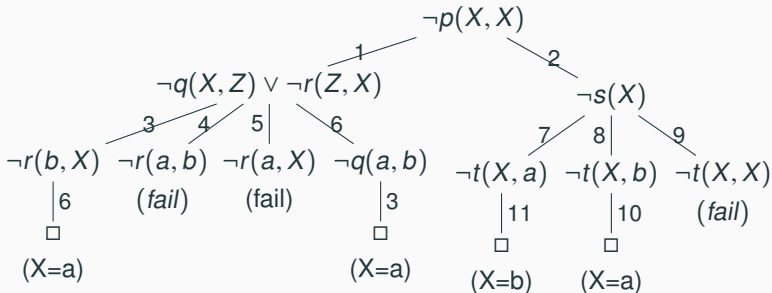 ¬p(X, X)
1 2
¬q(X, Z) ∨ ¬r(Z, X) ¬s(X)
3 4 5 6 7 8 9
¬r(b, X) ¬r(a, b) ¬r(a, X) ¬q(a, b) ¬t(X, a) ¬t(X, b) ¬t(X, X)
(fail) (fail) (fail)
6 3 11 10
□ □ □ □
(X=a) (X=a) (X=b) (X=a)